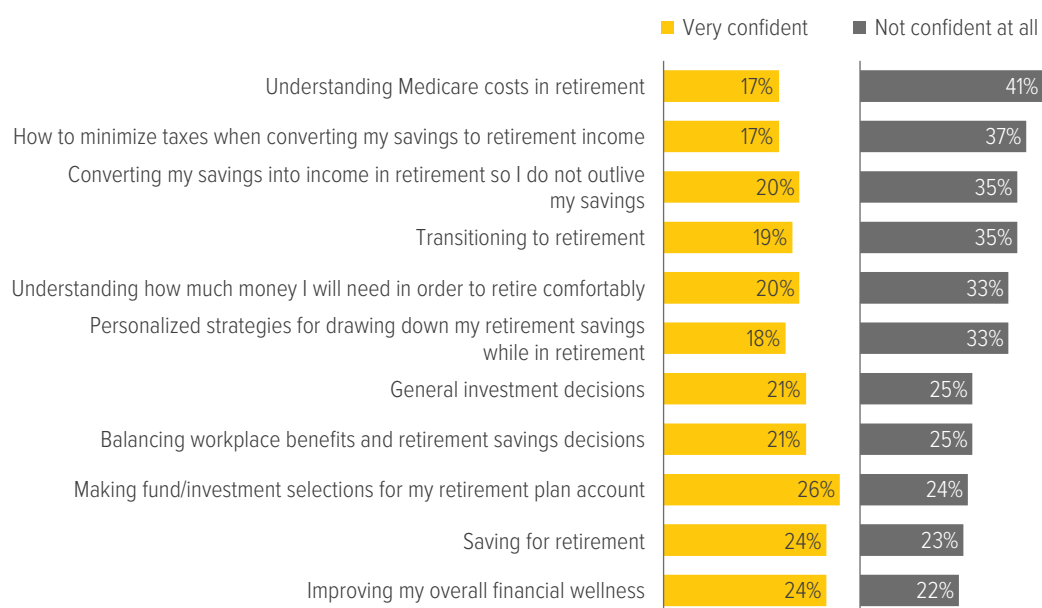 Very confident Not confident at all
Understanding Medicare costs in retirement 17% 41%
How to minimize taxes when converting my savings to retirement income 17% 37%
Converting my savings into income in retirement so I do not outlive
my savings 20% 35%
Transitioning to retirement 19% 35%
Understanding how much money I will need in order to retire comfortably 20% 33%
Personalized strategies for drawing down my retirement savings
while in retirement 18% 33%
General investment decisions 21% 25%
Balancing workplace benefits and retirement savings decisions 21% 25%
Making fund/investment selections for my retirement plan account 26% 24%
Saving for retirement 24% 23%
Improving my overall financial wellness 24% 22%